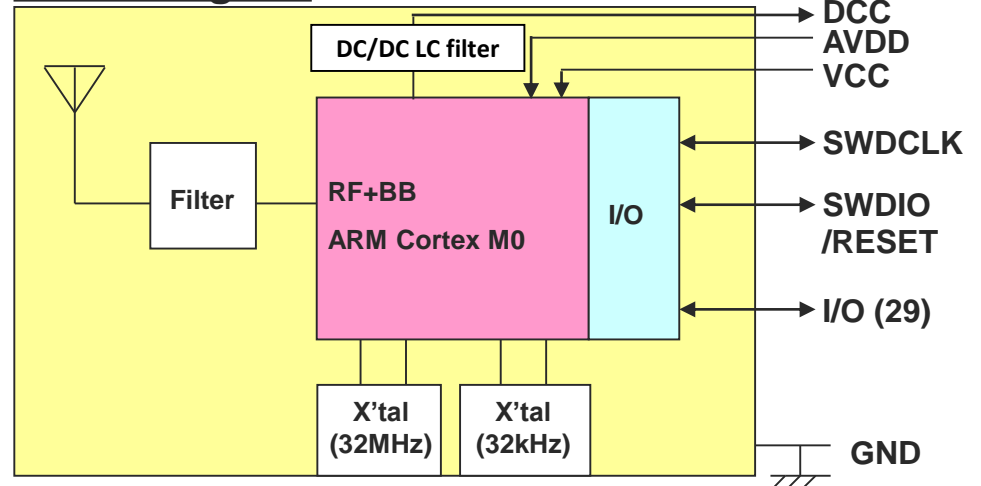 DCC
DC/DC LC filter
AVDD
VCC
SWDCLK
Filter
RF+BB
ARM Cortex M0
I/O
SWDIO
/RESET
I/O (29)
X'tal
(32MHz)
X'tal
(32kHz)
GND